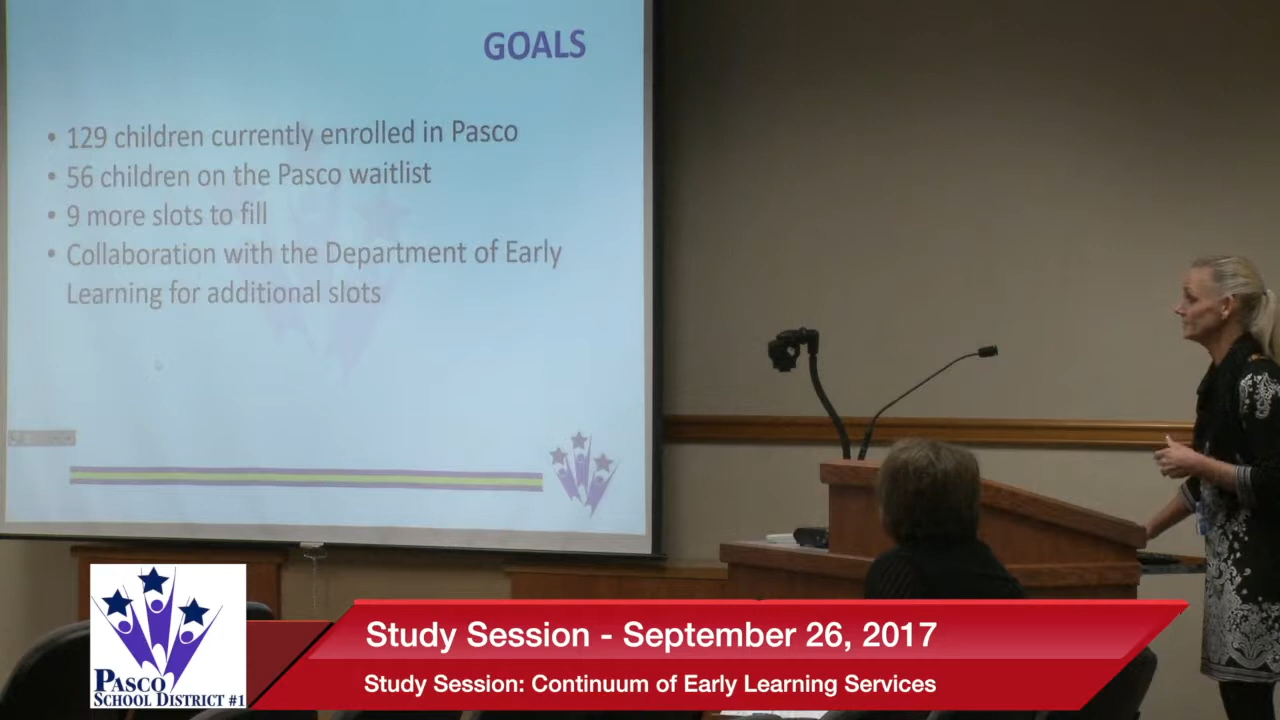 GOALS
• 129 children currently enrolled in Pasco
• 56 children on the Pasco waitlist
• 9 more slots to fill
• Collaboration with the Department of Early
Learning for additional slots
Study Session - September 26, 2017
Study Session: Continuum of Early Learning Services
PASCO
SCHOOL DISTRICT #1